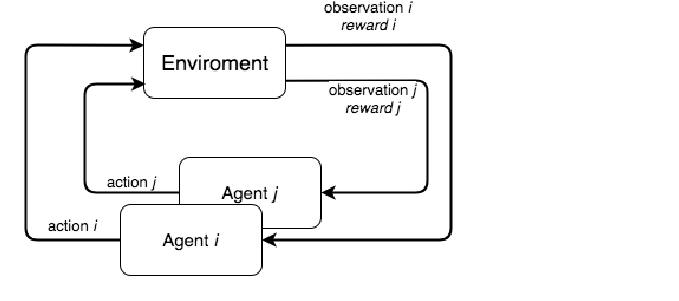 observation i
reward i
Enviroment
observation j
reward j
action j
Agent j
action i
Agent i